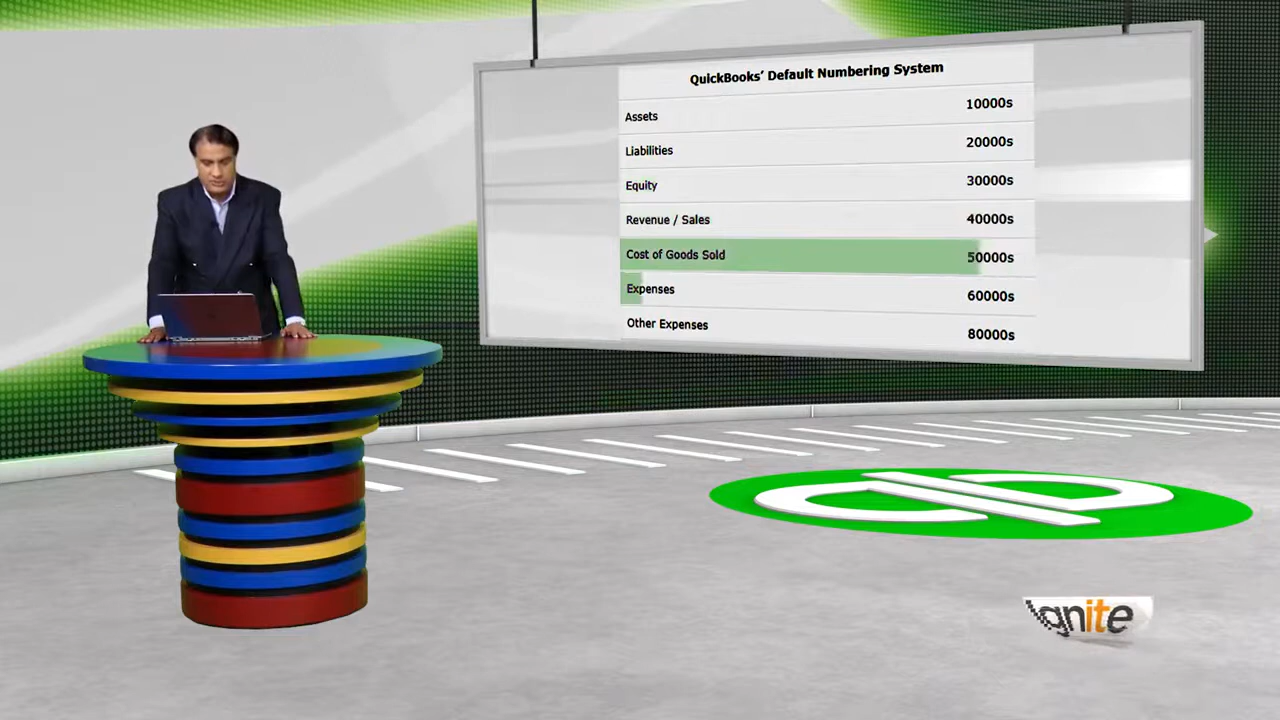 QuickBooks’ Default Numbering System
Assets 10000s
Liabilities 20000s
Equity 30000s
Revenue / Sales 40000s
Cost of Goods Sold 50000s
Expenses 60000s
Other Expenses 80000s
ignite